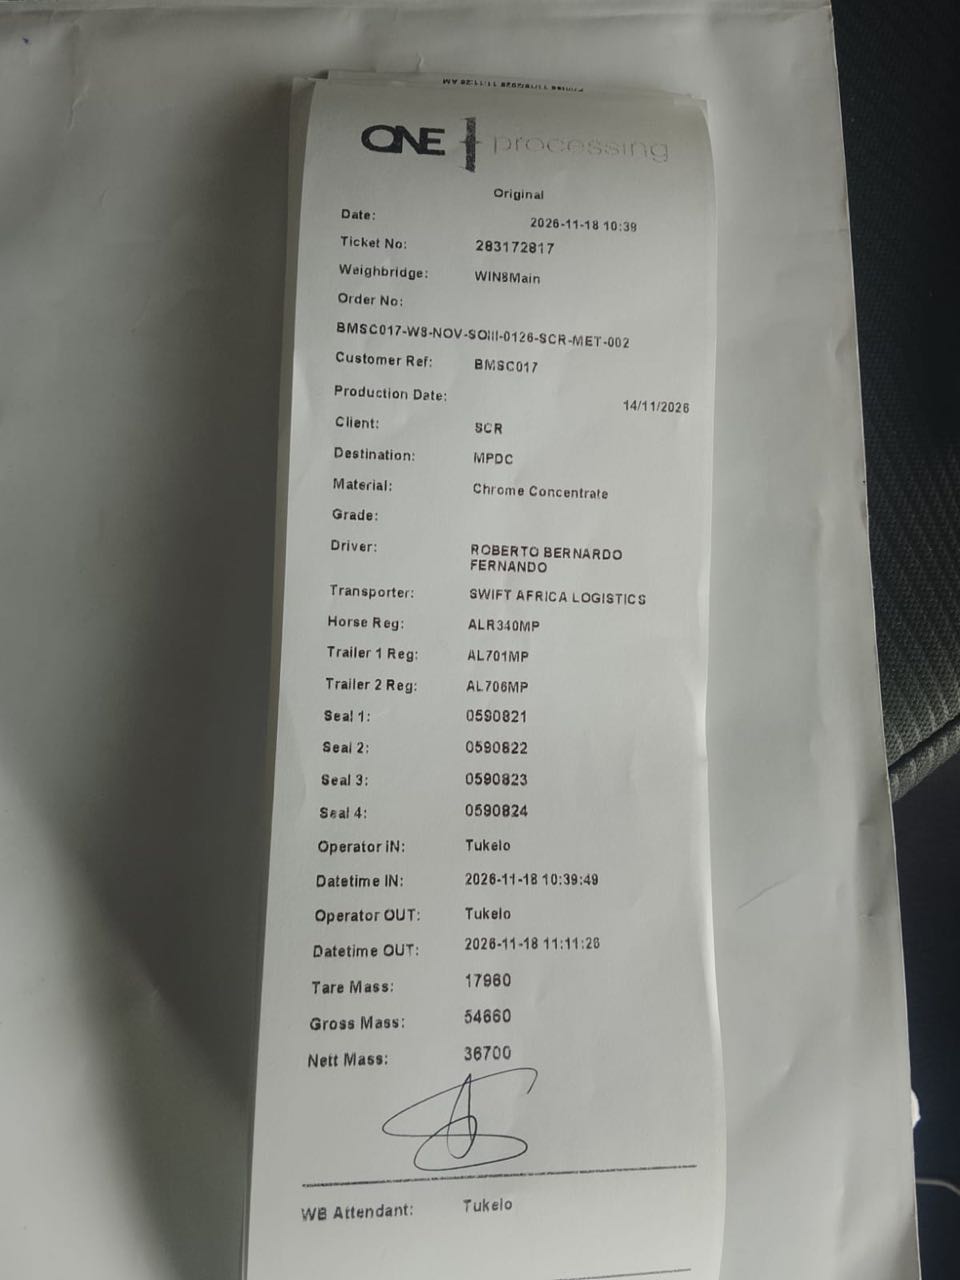 ONE processing
Original
Date: 2026-11-18 10:39
Ticket No: 283172817
Weighbridge: WIN8Main
Order No:
BMSC017-W8-NOV-SOIII-0126-SCR-MET-002
Customer Ref: BMSC017
Production Date: 14/11/2026
Client: SCR
Destination: MPDC
Material: Chrome Concentrate
Grade:
Driver: ROBERTO BERNARDO
FERNANDO
Transporter: SWIFT AFRICA LOGISTICS
Horse Reg: ALR340MP
Trailer 1 Reg: AL701MP
Trailer 2 Reg: AL706MP
Seal 1: 0590821
Seal 2: 0590822
Seal 3: 0590823
Seal 4: 0590824
Operator iN: Tukelo
Datetime IN: 2026-11-18 10:39:49
Operator OUT: Tukelo
Datetime OUT: 2026-11-18 11:11:26
Tare Mass: 17960
Gross Mass: 54660
Nett Mass: 36700
WB Attendant: Tukelo